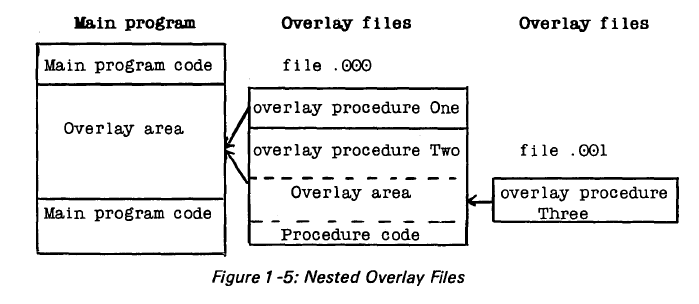 Main program
Overlay files
Overlay files
Main program code
file .000
overlay procedure One
Overlay area
overlay procedure Two
file .001
Overlay area
overlay procedure
Three
Main program code
Procedure code
Figure 1-5: Nested Overlay Files